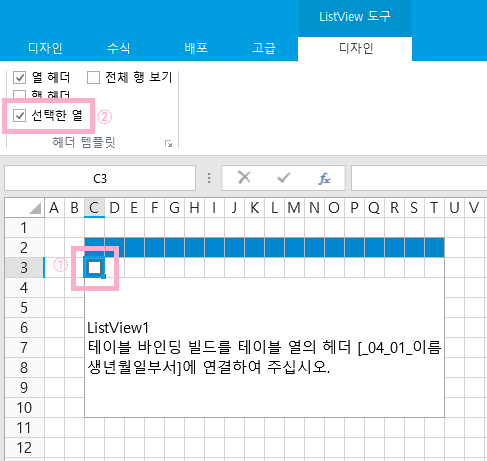 ListView 도구
디자인 수식 배포 고급 디자인
열 헤더 전체 행 보기
행 헤더
선택한 열 ②
헤더 템플릿
C3
A B C D E F G H I J K L M N O P Q R S T U V
1
2
① 3
4
5
6 ListView1
7 테이블 바인딩 빌드를 테이블 열의 헤더 [_04_01_이름
8 생년월일부서]에 연결하여 주십시오.
9
10
11
12